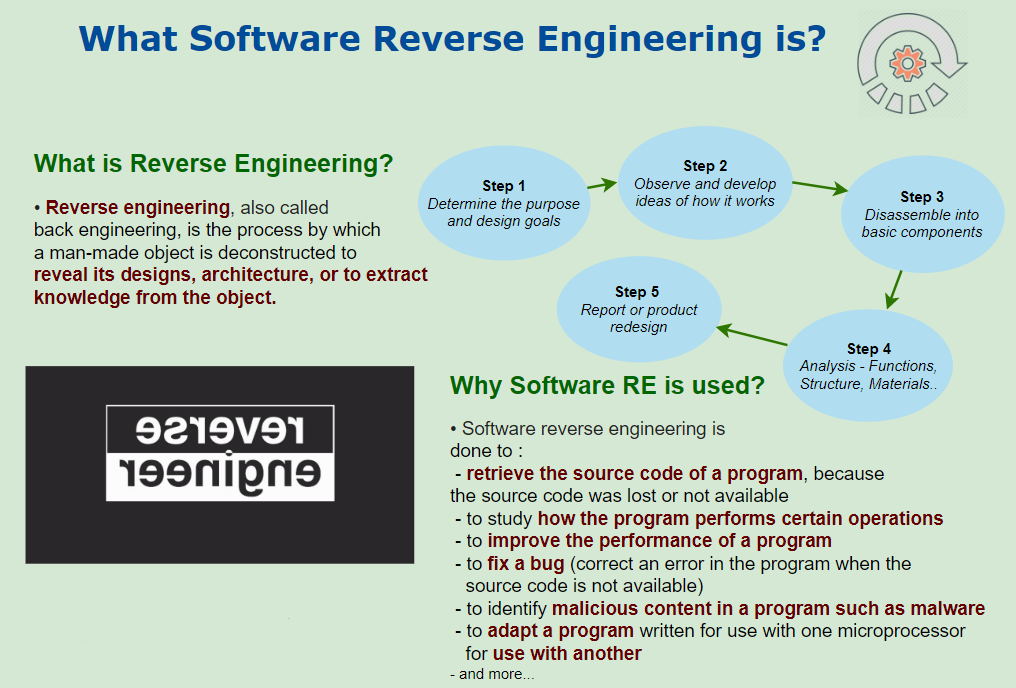 What Software Reverse Engineering is?
What is Reverse Engineering?
• Reverse engineering, also called
back engineering, is the process by which
a man-made object is deconstructed to
reveal its designs, architecture, or to extract
knowledge from the object.
Step 1
Determine the purpose
and design goals
Step 2
Observe and develop
ideas of how it works
Step 3
Disassemble into
basic components
Step 4
Analysis - Functions,
Structure, Materials..
Step 5
Report or product
redesign
reverse
engineer
Why Software RE is used?
• Software reverse engineering is
done to :
- retrieve the source code of a program, because
the source code was lost or not available
- to study how the program performs certain operations
- to improve the performance of a program
- to fix a bug (correct an error in the program when the
source code is not available)
- to identify malicious content in a program such as malware
- to adapt a program written for use with one microprocessor
for use with another
- and more...